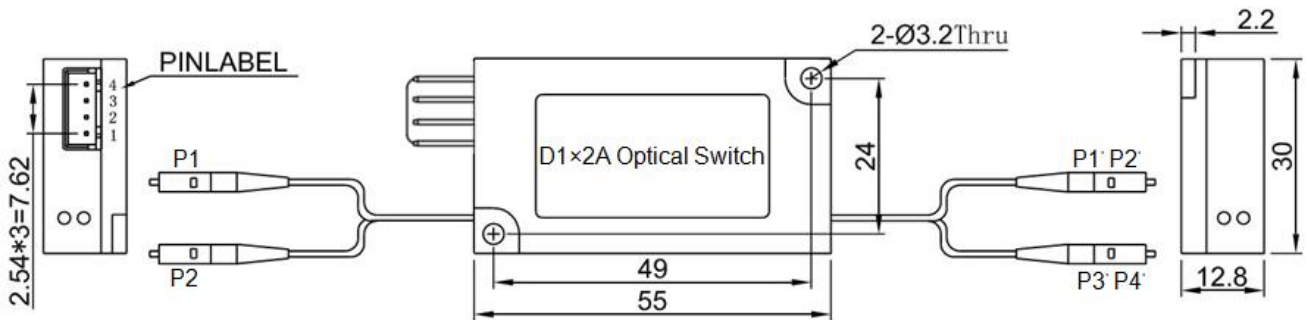 PINLABEL
4
3
2
1
2.54*3=7.62
P1
P2
D1×2A Optical Switch
2-Ø3.2Thru
24
49
55
P1' P2'
P3' P4'
2.2
30
12.8